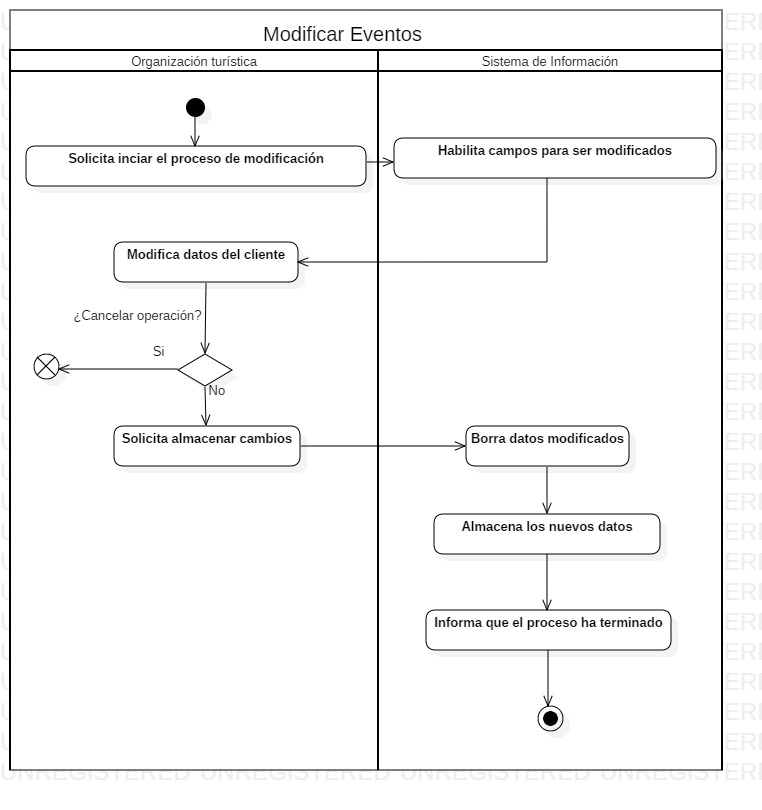 Modificar Eventos
Organización turística
Sistema de Información
Solicita inciar el proceso de modificación
Habilita campos para ser modificados
Modifica datos del cliente
¿Cancelar operación?
Si
No
Solicita almacenar cambios
Borra datos modificados
Almacena los nuevos datos
Informa que el proceso ha terminado
UNREGISTERED UNREGISTERED UNREGISTERED UNREGISTERED